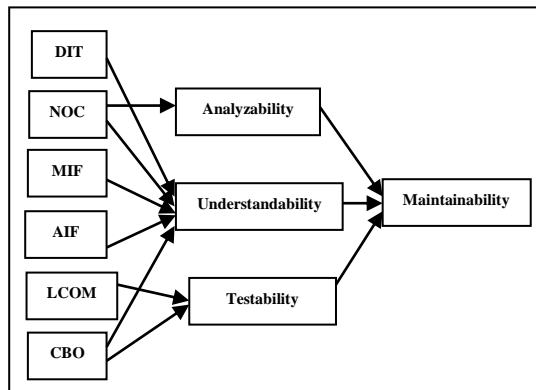 DIT
NOC
MIF
AIF
LCOM
CBO
Analyzability
Understandability
Testability
Maintainability